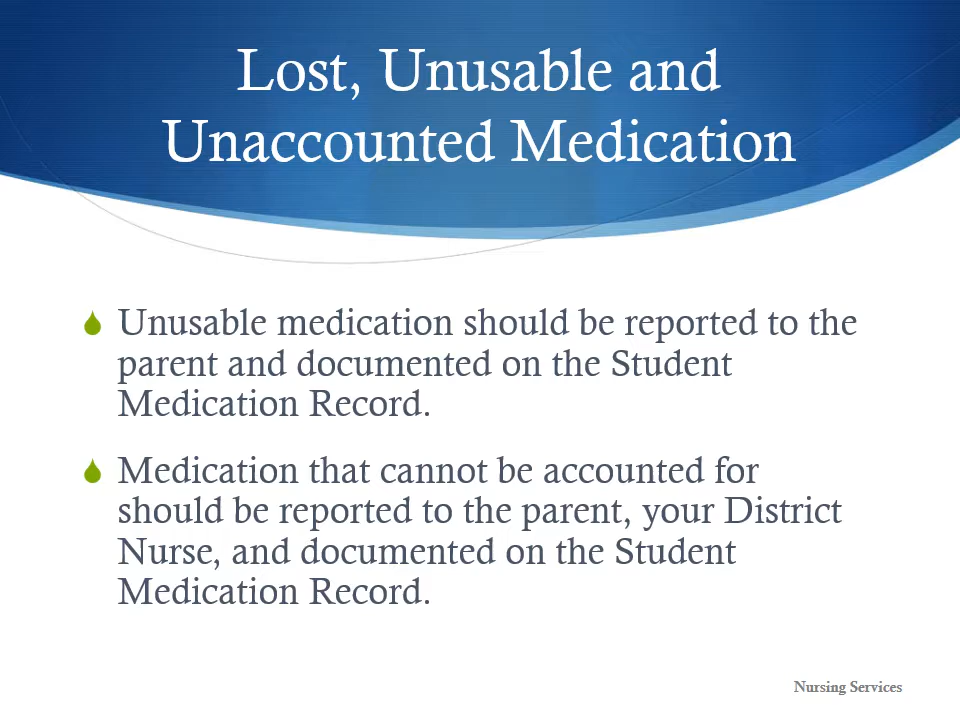 Lost, Unusable and
Unaccounted Medication
Unusable medication should be reported to the
parent and documented on the Student
Medication Record.
Medication that cannot be accounted for
should be reported to the parent, your District
Nurse, and documented on the Student
Medication Record.
Nursing Services